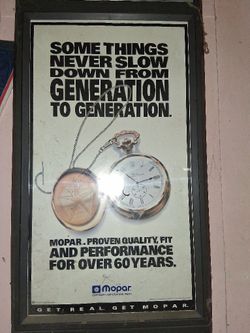 SOME THINGS
NEVER SLOW
DOWN FROM
GENERATION
TO GENERATION.
MOPAR. PROVEN QUALITY, FIT
AND PERFORMANCE
FOR OVER 60 YEARS.
Mopar
GET REAL. GET MOPAR.